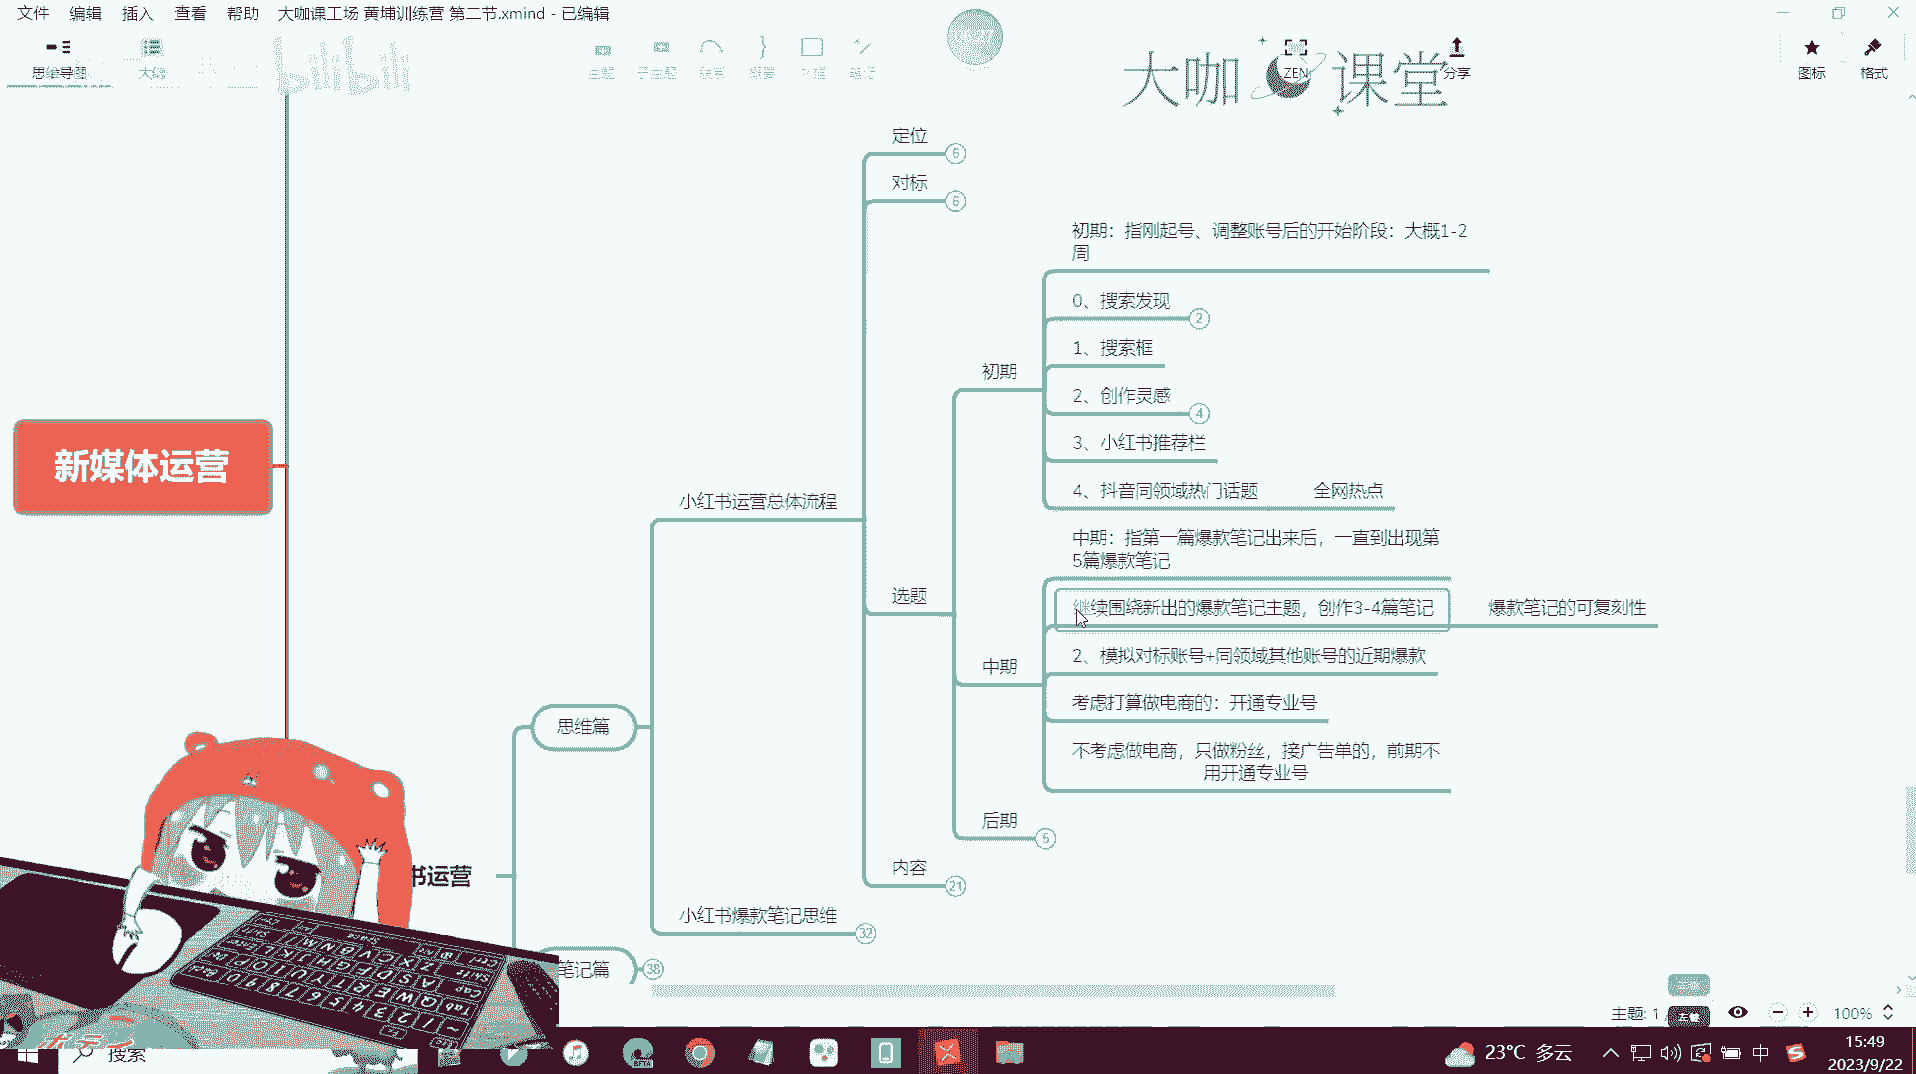 文件 编辑 插入 查看 帮助 大咖课工场 黄埔训练营 第二节.xmind - 已编辑
思维导图 大纲
bilibili
ZEN 分享
图标 格式
大咖课堂
定位 6
对标 6
初期:指刚起号、调整账号后的开始阶段:大概1-2
周
0、搜索发现 2
1、搜索框
初期
2、创作灵感 4
3、小红书推荐栏
4、抖音同领域热门话题 全网热点
新媒体运营
小红书运营总体流程
中期:指第一篇爆款笔记出来后,一直到出现第
5篇爆款笔记
选题
继续围绕新出的爆款笔记主题,创作3-4篇笔记 爆款笔记的可复刻性
2、模拟对标账号+同领域其他账号的近期爆款
中期
考虑打算做电商的:开通专业号
思维篇
不考虑做电商,只做粉丝,接广告单的,前期不
用开通专业号
后期 5
内容 21
书运营
小红书爆款笔记思维 32
笔记篇 38
主题: 1
100%
搜索
BETA
23°C 多云
中
15:49
2023/9/22